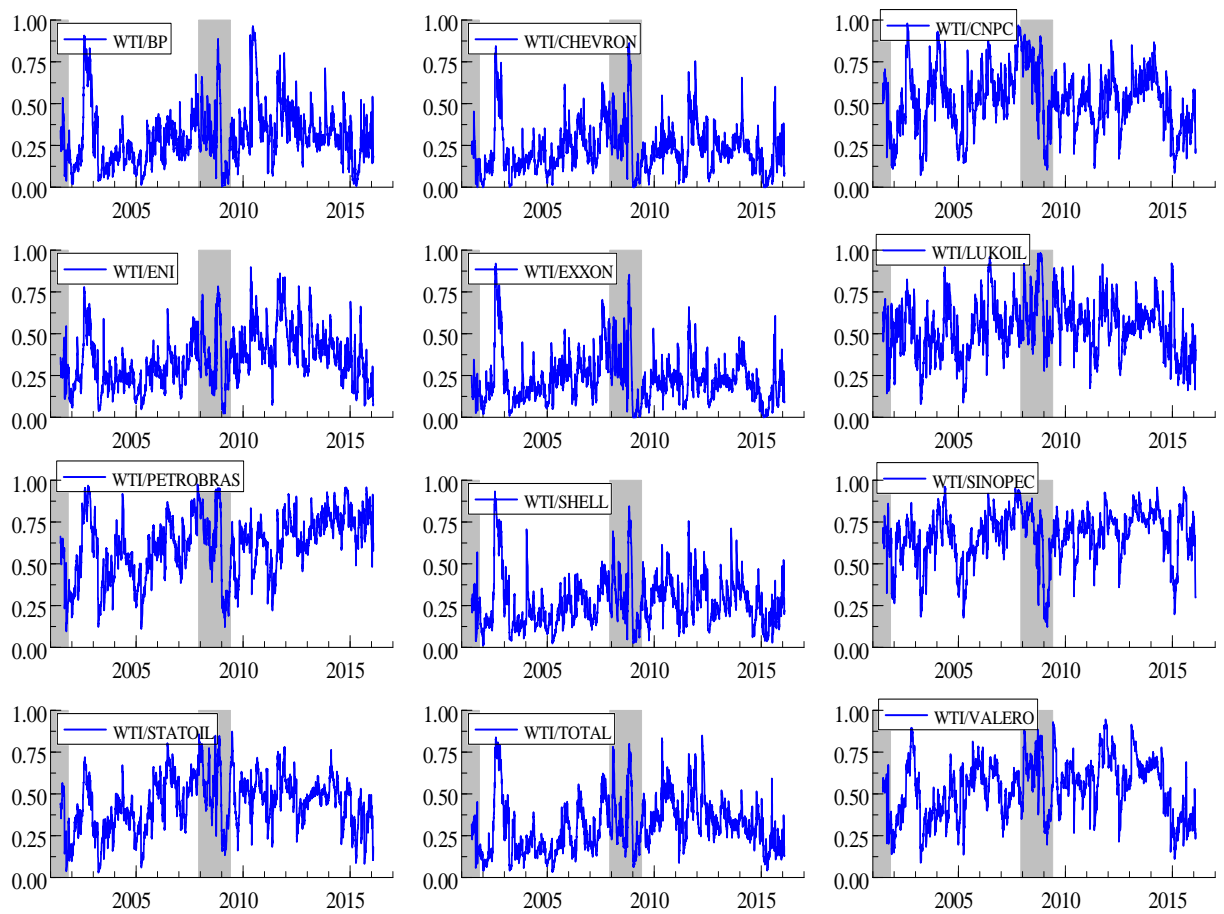 1.00 WTI/BP
0.75
0.50
0.25
0.00
2005 2010 2015
1.00 WTI/CHEVRON
0.75
0.50
0.25
0.00
2005 2010 2015
1.00 WTI/CNPC
0.75
0.50
0.25
0.00
2005 2010 2015
1.00 WTI/ENI
0.75
0.50
0.25
0.00
2005 2010 2015
1.00 WTI/EXXON
0.75
0.50
0.25
0.00
2005 2010 2015
1.00 WTI/LUKOIL
0.75
0.50
0.25
0.00
2005 2010 2015
1.00 WTI/PETROBRAS
0.75
0.50
0.25
0.00
2005 2010 2015
1.00 WTI/SHELL
0.75
0.50
0.25
0.00
2005 2010 2015
1.00 WTI/SINOPEC
0.75
0.50
0.25
0.00
2005 2010 2015
1.00 WTI/STATOIL
0.75
0.50
0.25
0.00
2005 2010 2015
1.00 WTI/TOTAL
0.75
0.50
0.25
0.00
2005 2010 2015
1.00 WTI/VALERO
0.75
0.50
0.25
0.00
2005 2010 2015